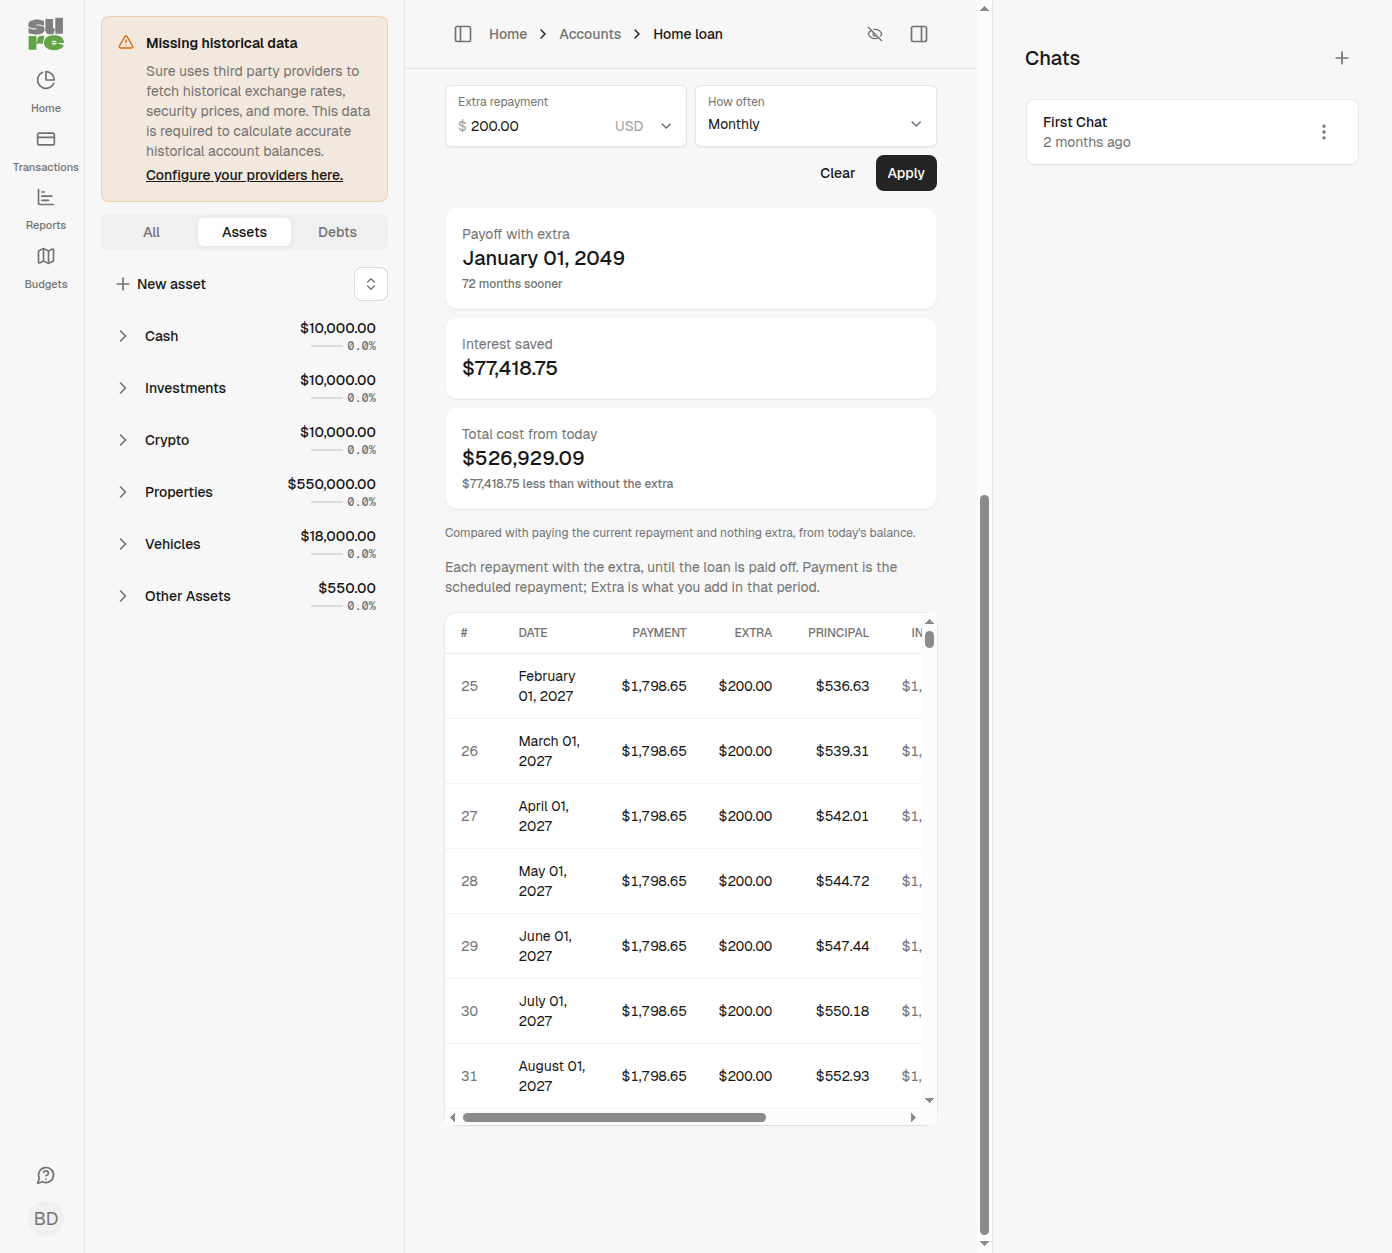 sure
Home
Transactions
Reports
Budgets
BD
Missing historical data
Sure uses third party providers to
fetch historical exchange rates,
security prices, and more. This data
is required to calculate accurate
historical account balances.
Configure your providers here.
All
Assets
Debts
New asset
Cash
$10,000.00
0.0%
Investments
$10,000.00
0.0%
Crypto
$10,000.00
0.0%
Properties
$550,000.00
0.0%
Vehicles
$18,000.00
0.0%
Other Assets
$550.00
0.0%
Home > Accounts > Home loan
Extra repayment
$ 200.00 USD
How often
Monthly
Clear
Apply
Payoff with extra
January 01, 2049
72 months sooner
Interest saved
$77,418.75
Total cost from today
$526,929.09
$77,418.75 less than without the extra
Compared with paying the current repayment and nothing extra, from today's balance.
Each repayment with the extra, until the loan is paid off. Payment is the
scheduled repayment; Extra is what you add in that period.
# DATE PAYMENT EXTRA PRINCIPAL IN
25 February 01, 2027 $1,798.65 $200.00 $536.63 $1,
26 March 01, 2027 $1,798.65 $200.00 $539.31 $1,
27 April 01, 2027 $1,798.65 $200.00 $542.01 $1,
28 May 01, 2027 $1,798.65 $200.00 $544.72 $1,
29 June 01, 2027 $1,798.65 $200.00 $547.44 $1,
30 July 01, 2027 $1,798.65 $200.00 $550.18 $1,
31 August 01, 2027 $1,798.65 $200.00 $552.93 $1,
Chats
First Chat
2 months ago